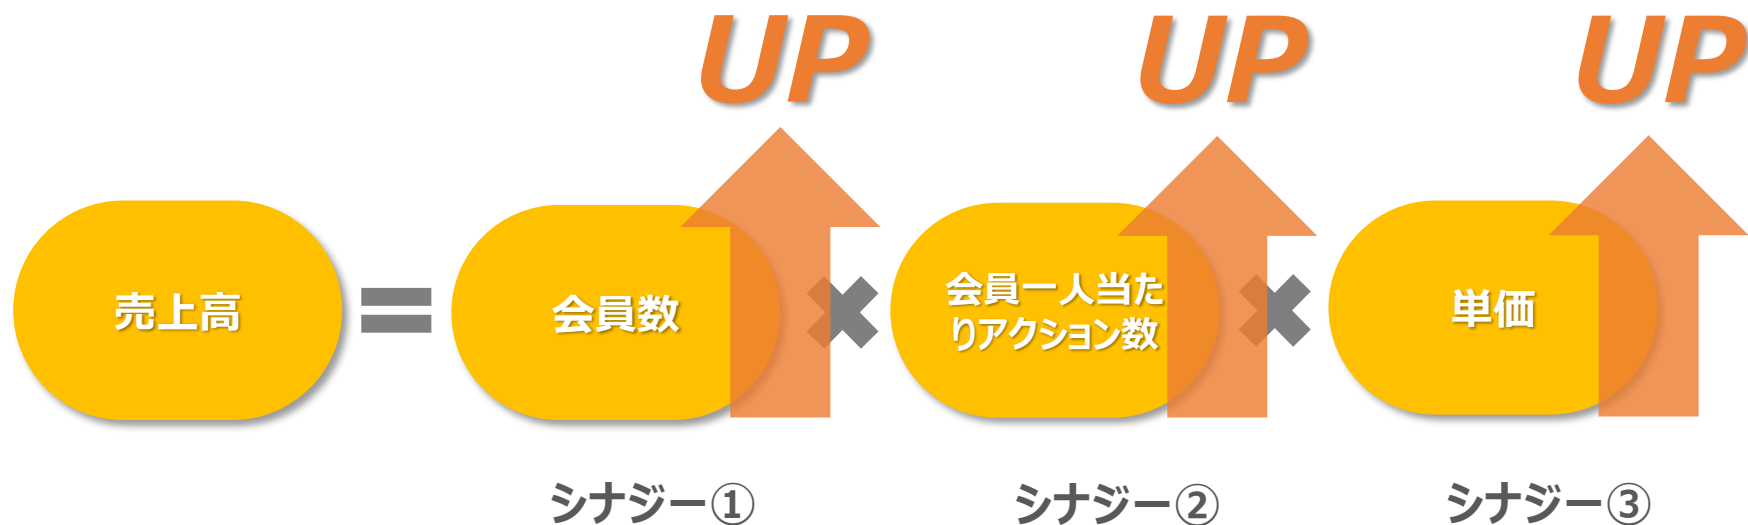 UP
UP
UP
売上高
=
会員数
×
会員一人当た
りアクション数
×
単価
シナジー①
シナジー②
シナジー③